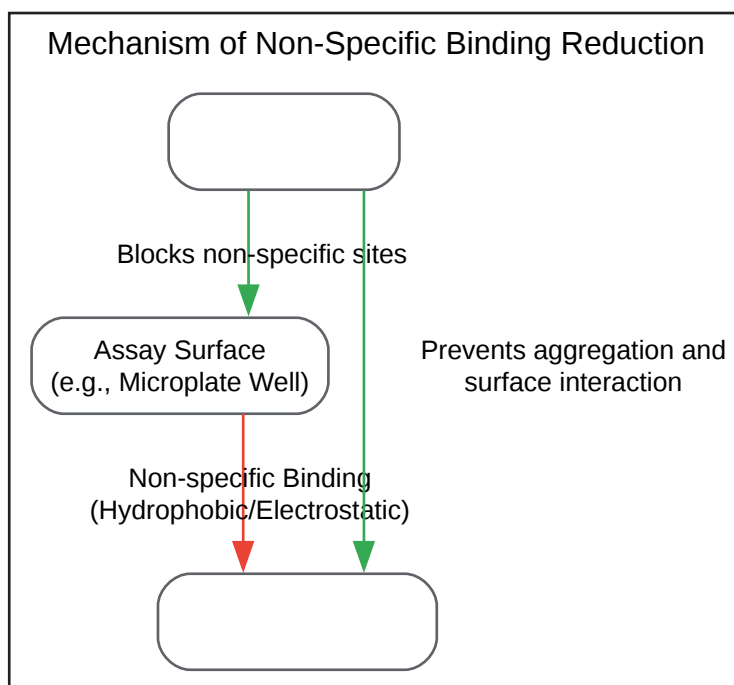 Mechanism of Non-Specific Binding Reduction
Blocks non-specific sites
Assay Surface
(e.g., Microplate Well)
Prevents aggregation and
surface interaction
Non-specific Binding
(Hydrophobic/Electrostatic)